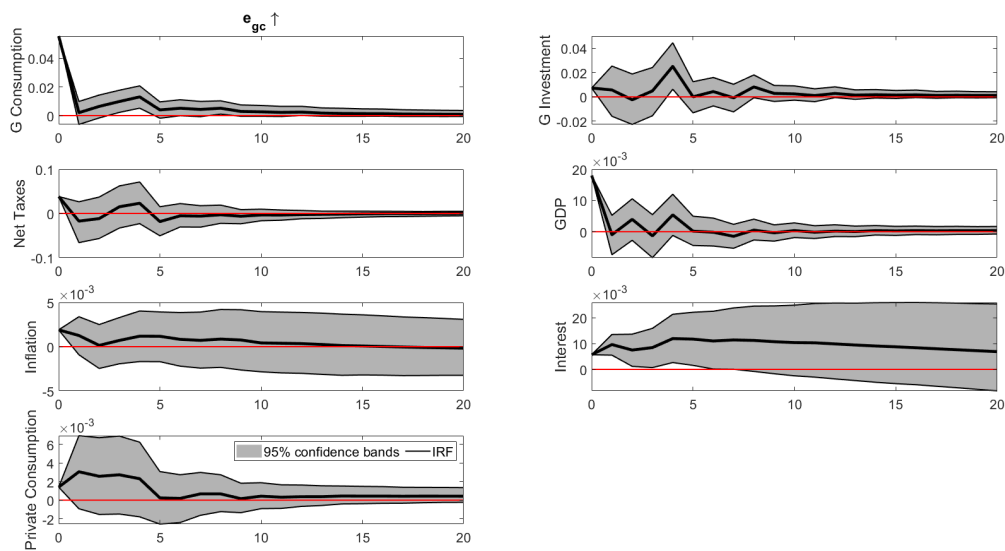 e_gc ↑
G Consumption
0.04
0.02
0
0 5 10 15 20
G Investment
0.04
0.02
0
-0.02
0 5 10 15 20
Net Taxes
0.1
0
-0.1
0 5 10 15 20
×10^-3
GDP
20
10
0
0 5 10 15 20
×10^-3
Inflation
5
0
-5
0 5 10 15 20
×10^-3
Interest
20
10
0
0 5 10 15 20
×10^-3
Private Consumption
6
4
2
0
-2
0 5 10 15 20
95% confidence bands IRF